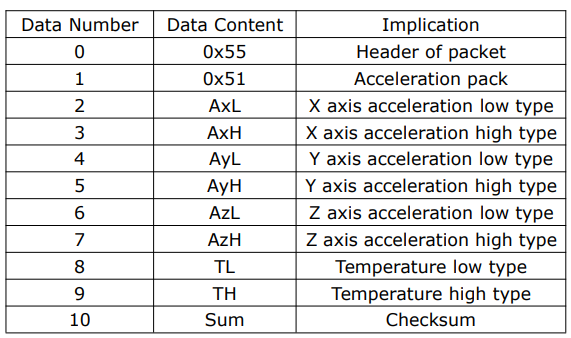 Data Number Data Content Implication
0 0x55 Header of packet
1 0x51 Acceleration pack
2 AxL X axis acceleration low type
3 AxH X axis acceleration high type
4 AyL Y axis acceleration low type
5 AyH Y axis acceleration high type
6 AzL Z axis acceleration low type
7 AzH Z axis acceleration high type
8 TL Temperature low type
9 TH Temperature high type
10 Sum Checksum